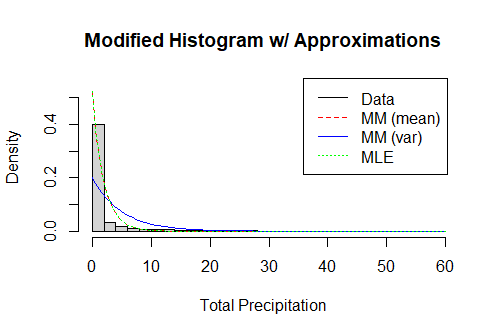 Modified Histogram w/ Approximations
Data
MM (mean)
MM (var)
MLE
Density
0.4
0.2
0.0
0 10 20 30 40 50 60
Total Precipitation